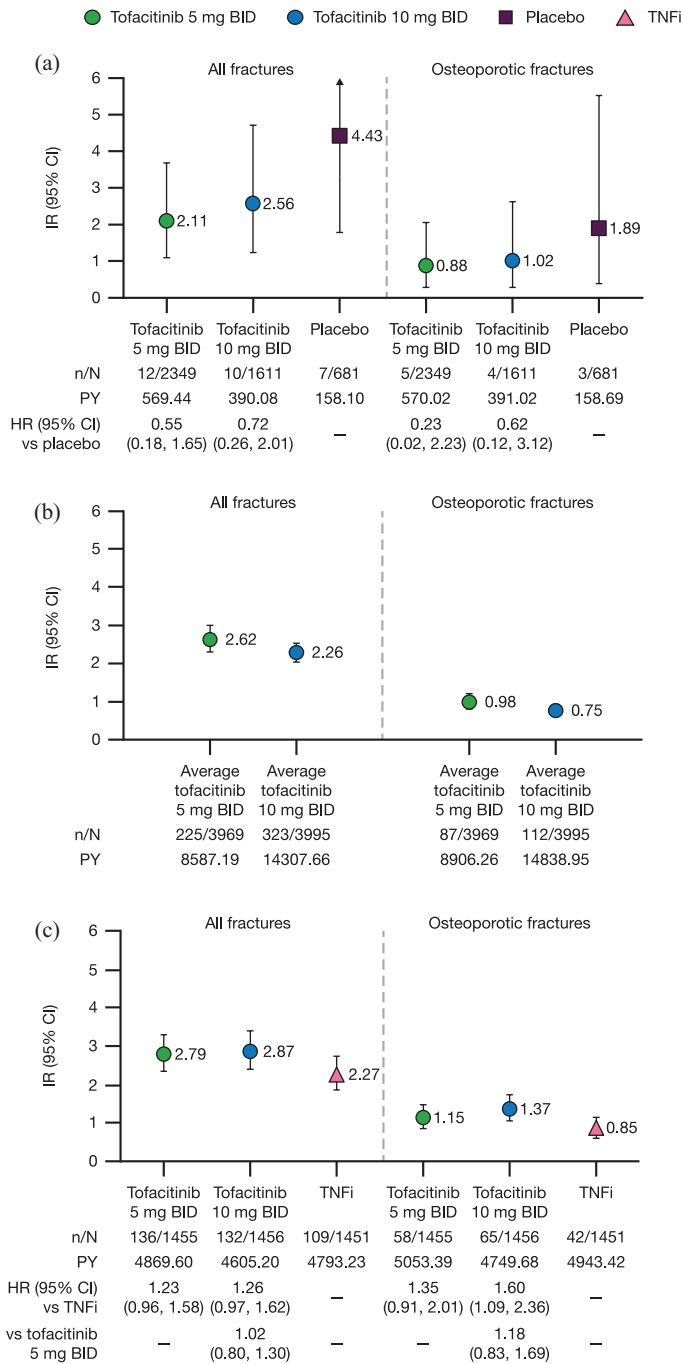 Tofacitinib 5 mg BID Tofacitinib 10 mg BID Placebo TNFi
(a)
All fractures Osteoporotic fractures
IR (95% CI)
6
5
4
3
2
1
0
2.11 2.56 4.43 0.88 1.02 1.89
Tofacitinib Tofacitinib Placebo Tofacitinib Tofacitinib Placebo
5 mg BID 10 mg BID 5 mg BID 10 mg BID
n/N 12/2349 10/1611 7/681 5/2349 4/1611 3/681
PY 569.44 390.08 158.10 570.02 391.02 158.69
HR (95% CI) 0.55 0.72 – 0.23 0.62 –
vs placebo (0.18, 1.65) (0.26, 2.01) (0.02, 2.23) (0.12, 3.12)
(b)
All fractures Osteoporotic fractures
IR (95% CI)
6
5
4
3
2
1
0
2.62 2.26 0.98 0.75
Average Average Average Average
tofacitinib tofacitinib tofacitinib tofacitinib
5 mg BID 10 mg BID 5 mg BID 10 mg BID
n/N 225/3969 323/3995 87/3969 112/3995
PY 8587.19 14307.66 8906.26 14838.95
(c)
All fractures Osteoporotic fractures
IR (95% CI)
6
5
4
3
2
1
0
2.79 2.87 2.27 1.15 1.37 0.85
Tofacitinib Tofacitinib TNFi Tofacitinib Tofacitinib TNFi
5 mg BID 10 mg BID 5 mg BID 10 mg BID
n/N 136/1455 132/1456 109/1451 58/1455 65/1456 42/1451
PY 4869.60 4605.20 4793.23 5053.39 4749.68 4943.42
HR (95% CI) 1.23 1.26 – 1.35 1.60 –
vs TNFi (0.96, 1.58) (0.97, 1.62) (0.91, 2.01) (1.09, 2.36)
vs tofacitinib – 1.02 – – 1.18 –
5 mg BID (0.80, 1.30) (0.83, 1.69)